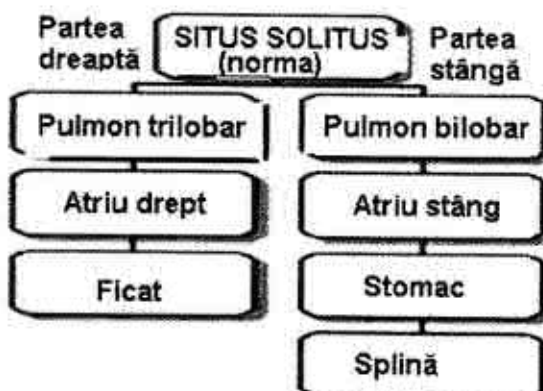 Partea
dreaptă
SITUS SOLITUS
(norma)
Partea
stângă
Pulmon trilobar
Pulmon bilobar
Atriu drept
Atriu stâng
Ficat
Stomac
Splină